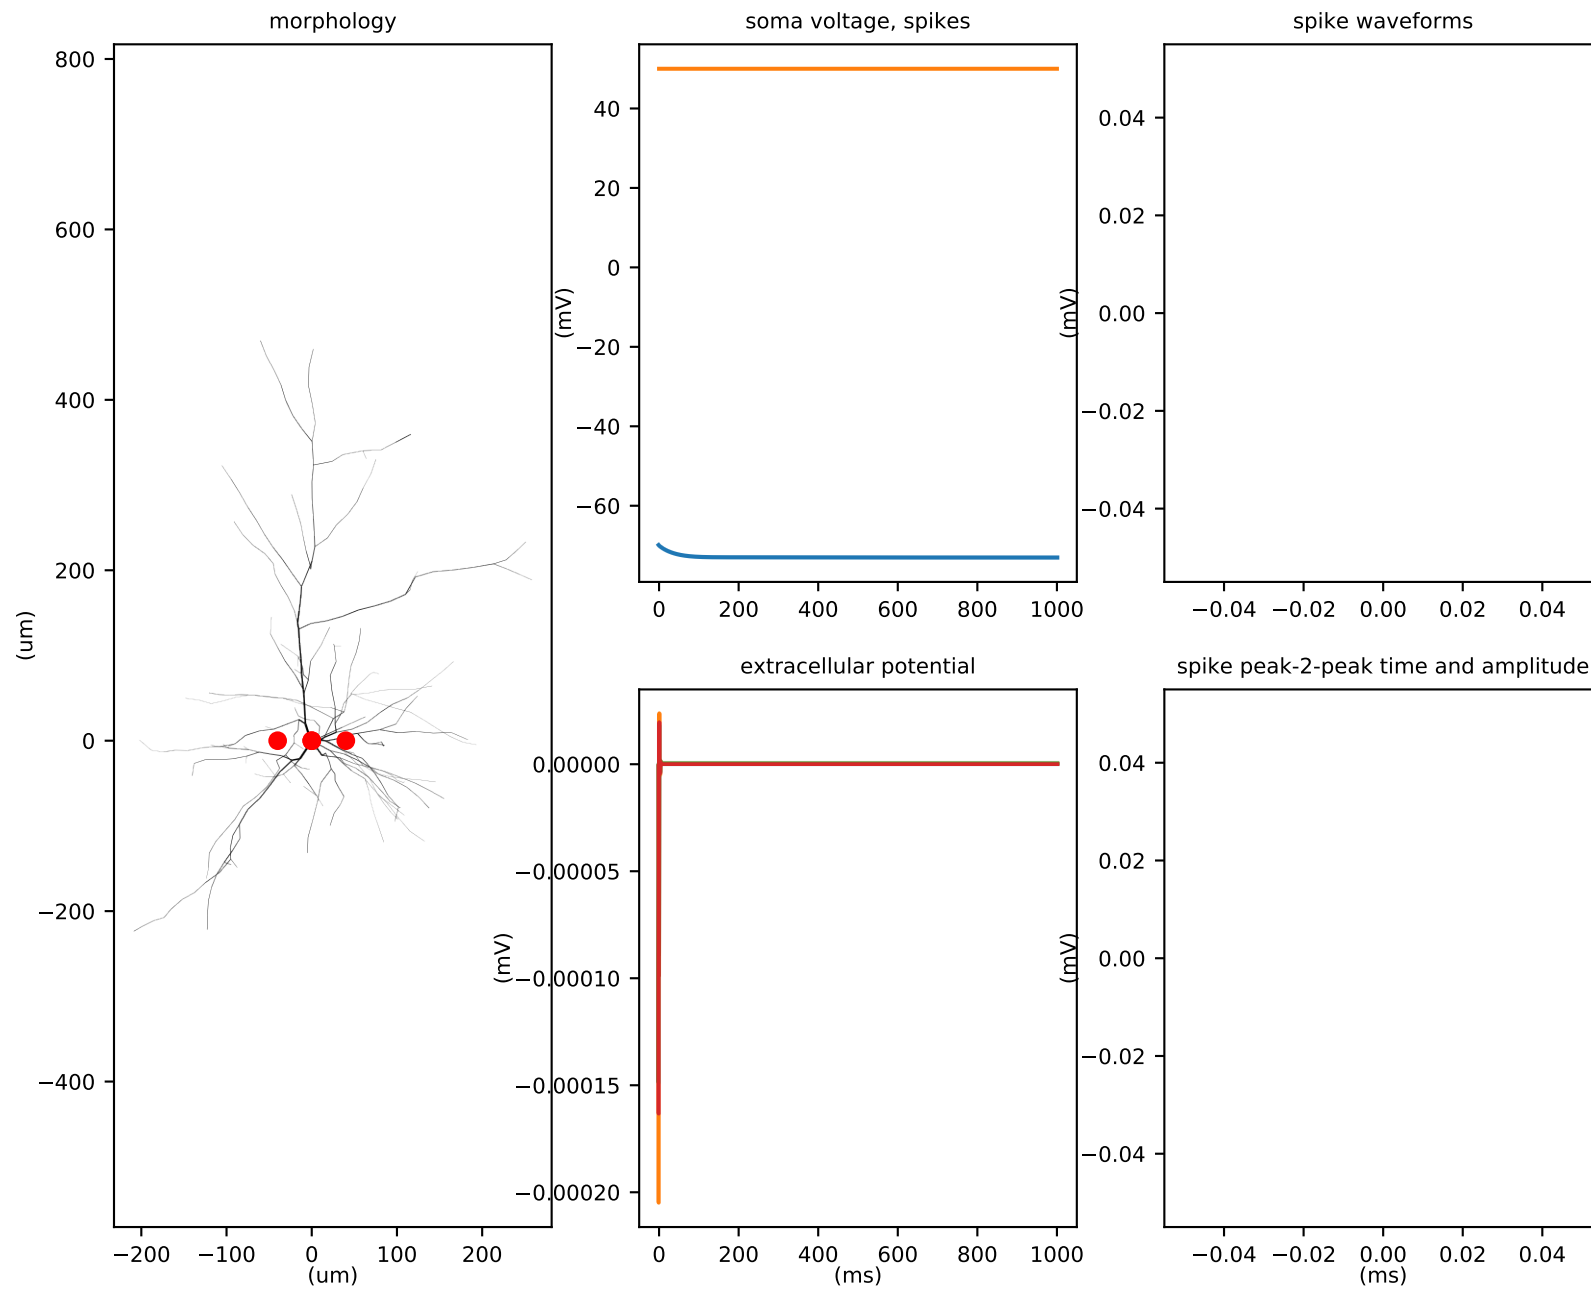 morphology
800
600
400
200
0
−200
−400
(um)
−200 −100 0 100 200
(um)
soma voltage, spikes
40
20
0
−20
−40
−60
(mV)
0 200 400 600 800 1000
spike waveforms
0.04
0.02
0.00
−0.02
−0.04
(mV)
−0.04 −0.02 0.00 0.02 0.04
extracellular potential
0.00000
−0.00005
−0.00010
−0.00015
−0.00020
(mV)
0 200 400 600 800 1000
(ms)
spike peak-2-peak time and amplitude
0.04
0.02
0.00
−0.02
−0.04
(mV)
−0.04 −0.02 0.00 0.02 0.04
(ms)